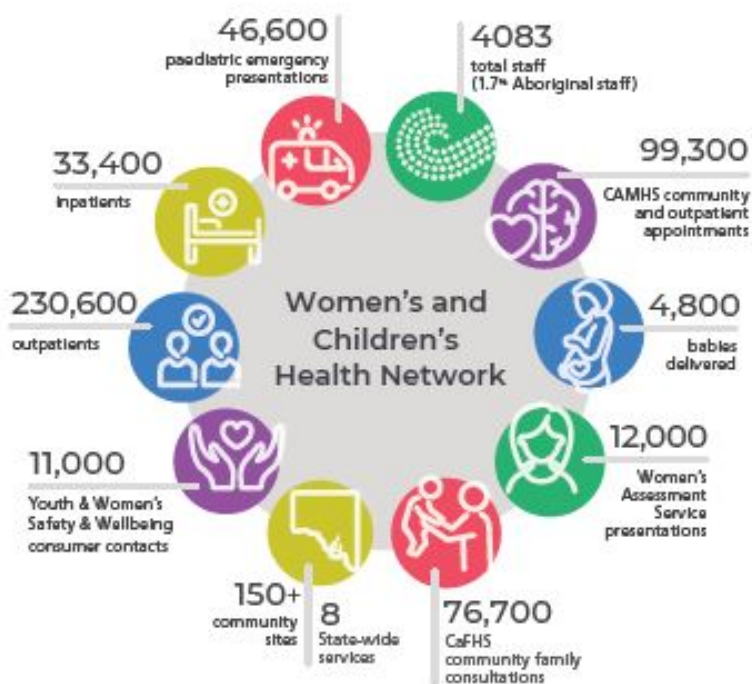 46,600
paediatric emergency
presentations
4083
total staff
(1.7% Aboriginal staff)
33,400
inpatients
99,300
CAMHS community
and outpatient
appointments
230,600
outpatients
Women's and
Children's
Health Network
4,800
babies
delivered
11,000
Youth & Women's
Safety & Wellbeing
consumer contacts
12,000
Women's
Assessment
Service
presentations
150+
community
sites
8
State-wide
services
76,700
CaFHS
community family
consultations